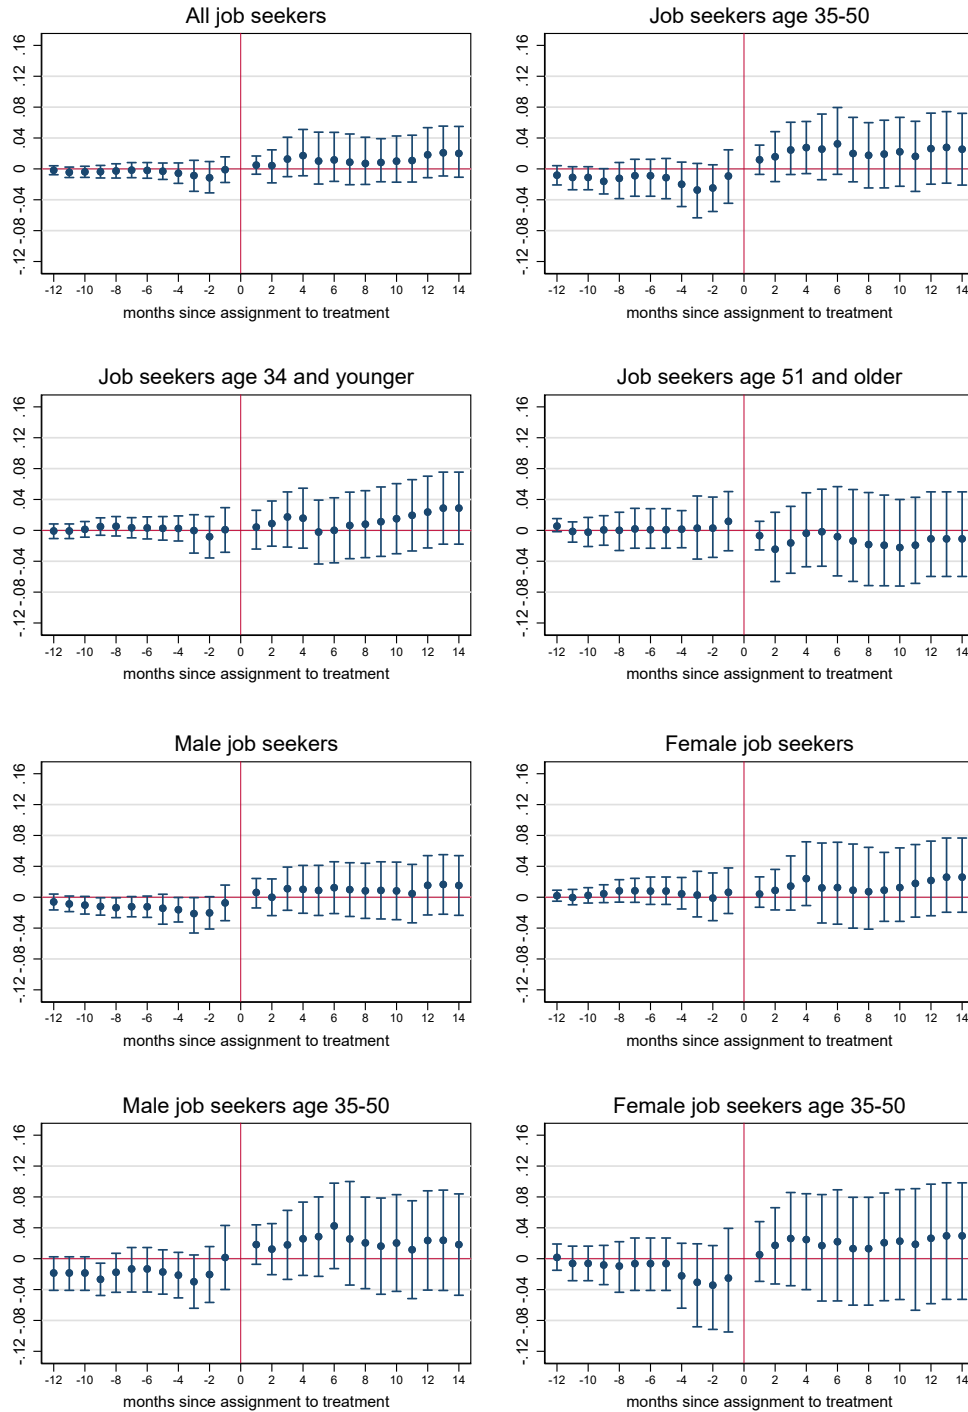 All job seekers
.16
.12
.08
.04
0
-.04
-.08
-.12
-12 -10 -8 -6 -4 -2 0 2 4 6 8 10 12 14
months since assignment to treatment
Job seekers age 35-50
.16
.12
.08
.04
0
-.04
-.08
-.12
-12 -10 -8 -6 -4 -2 0 2 4 6 8 10 12 14
months since assignment to treatment
Job seekers age 34 and younger
.16
.12
.08
.04
0
-.04
-.08
-.12
-12 -10 -8 -6 -4 -2 0 2 4 6 8 10 12 14
months since assignment to treatment
Job seekers age 51 and older
.16
.12
.08
.04
0
-.04
-.08
-.12
-12 -10 -8 -6 -4 -2 0 2 4 6 8 10 12 14
months since assignment to treatment
Male job seekers
.16
.12
.08
.04
0
-.04
-.08
-.12
-12 -10 -8 -6 -4 -2 0 2 4 6 8 10 12 14
months since assignment to treatment
Female job seekers
.16
.12
.08
.04
0
-.04
-.08
-.12
-12 -10 -8 -6 -4 -2 0 2 4 6 8 10 12 14
months since assignment to treatment
Male job seekers age 35-50
.16
.12
.08
.04
0
-.04
-.08
-.12
-12 -10 -8 -6 -4 -2 0 2 4 6 8 10 12 14
months since assignment to treatment
Female job seekers age 35-50
.16
.12
.08
.04
0
-.04
-.08
-.12
-12 -10 -8 -6 -4 -2 0 2 4 6 8 10 12 14
months since assignment to treatment